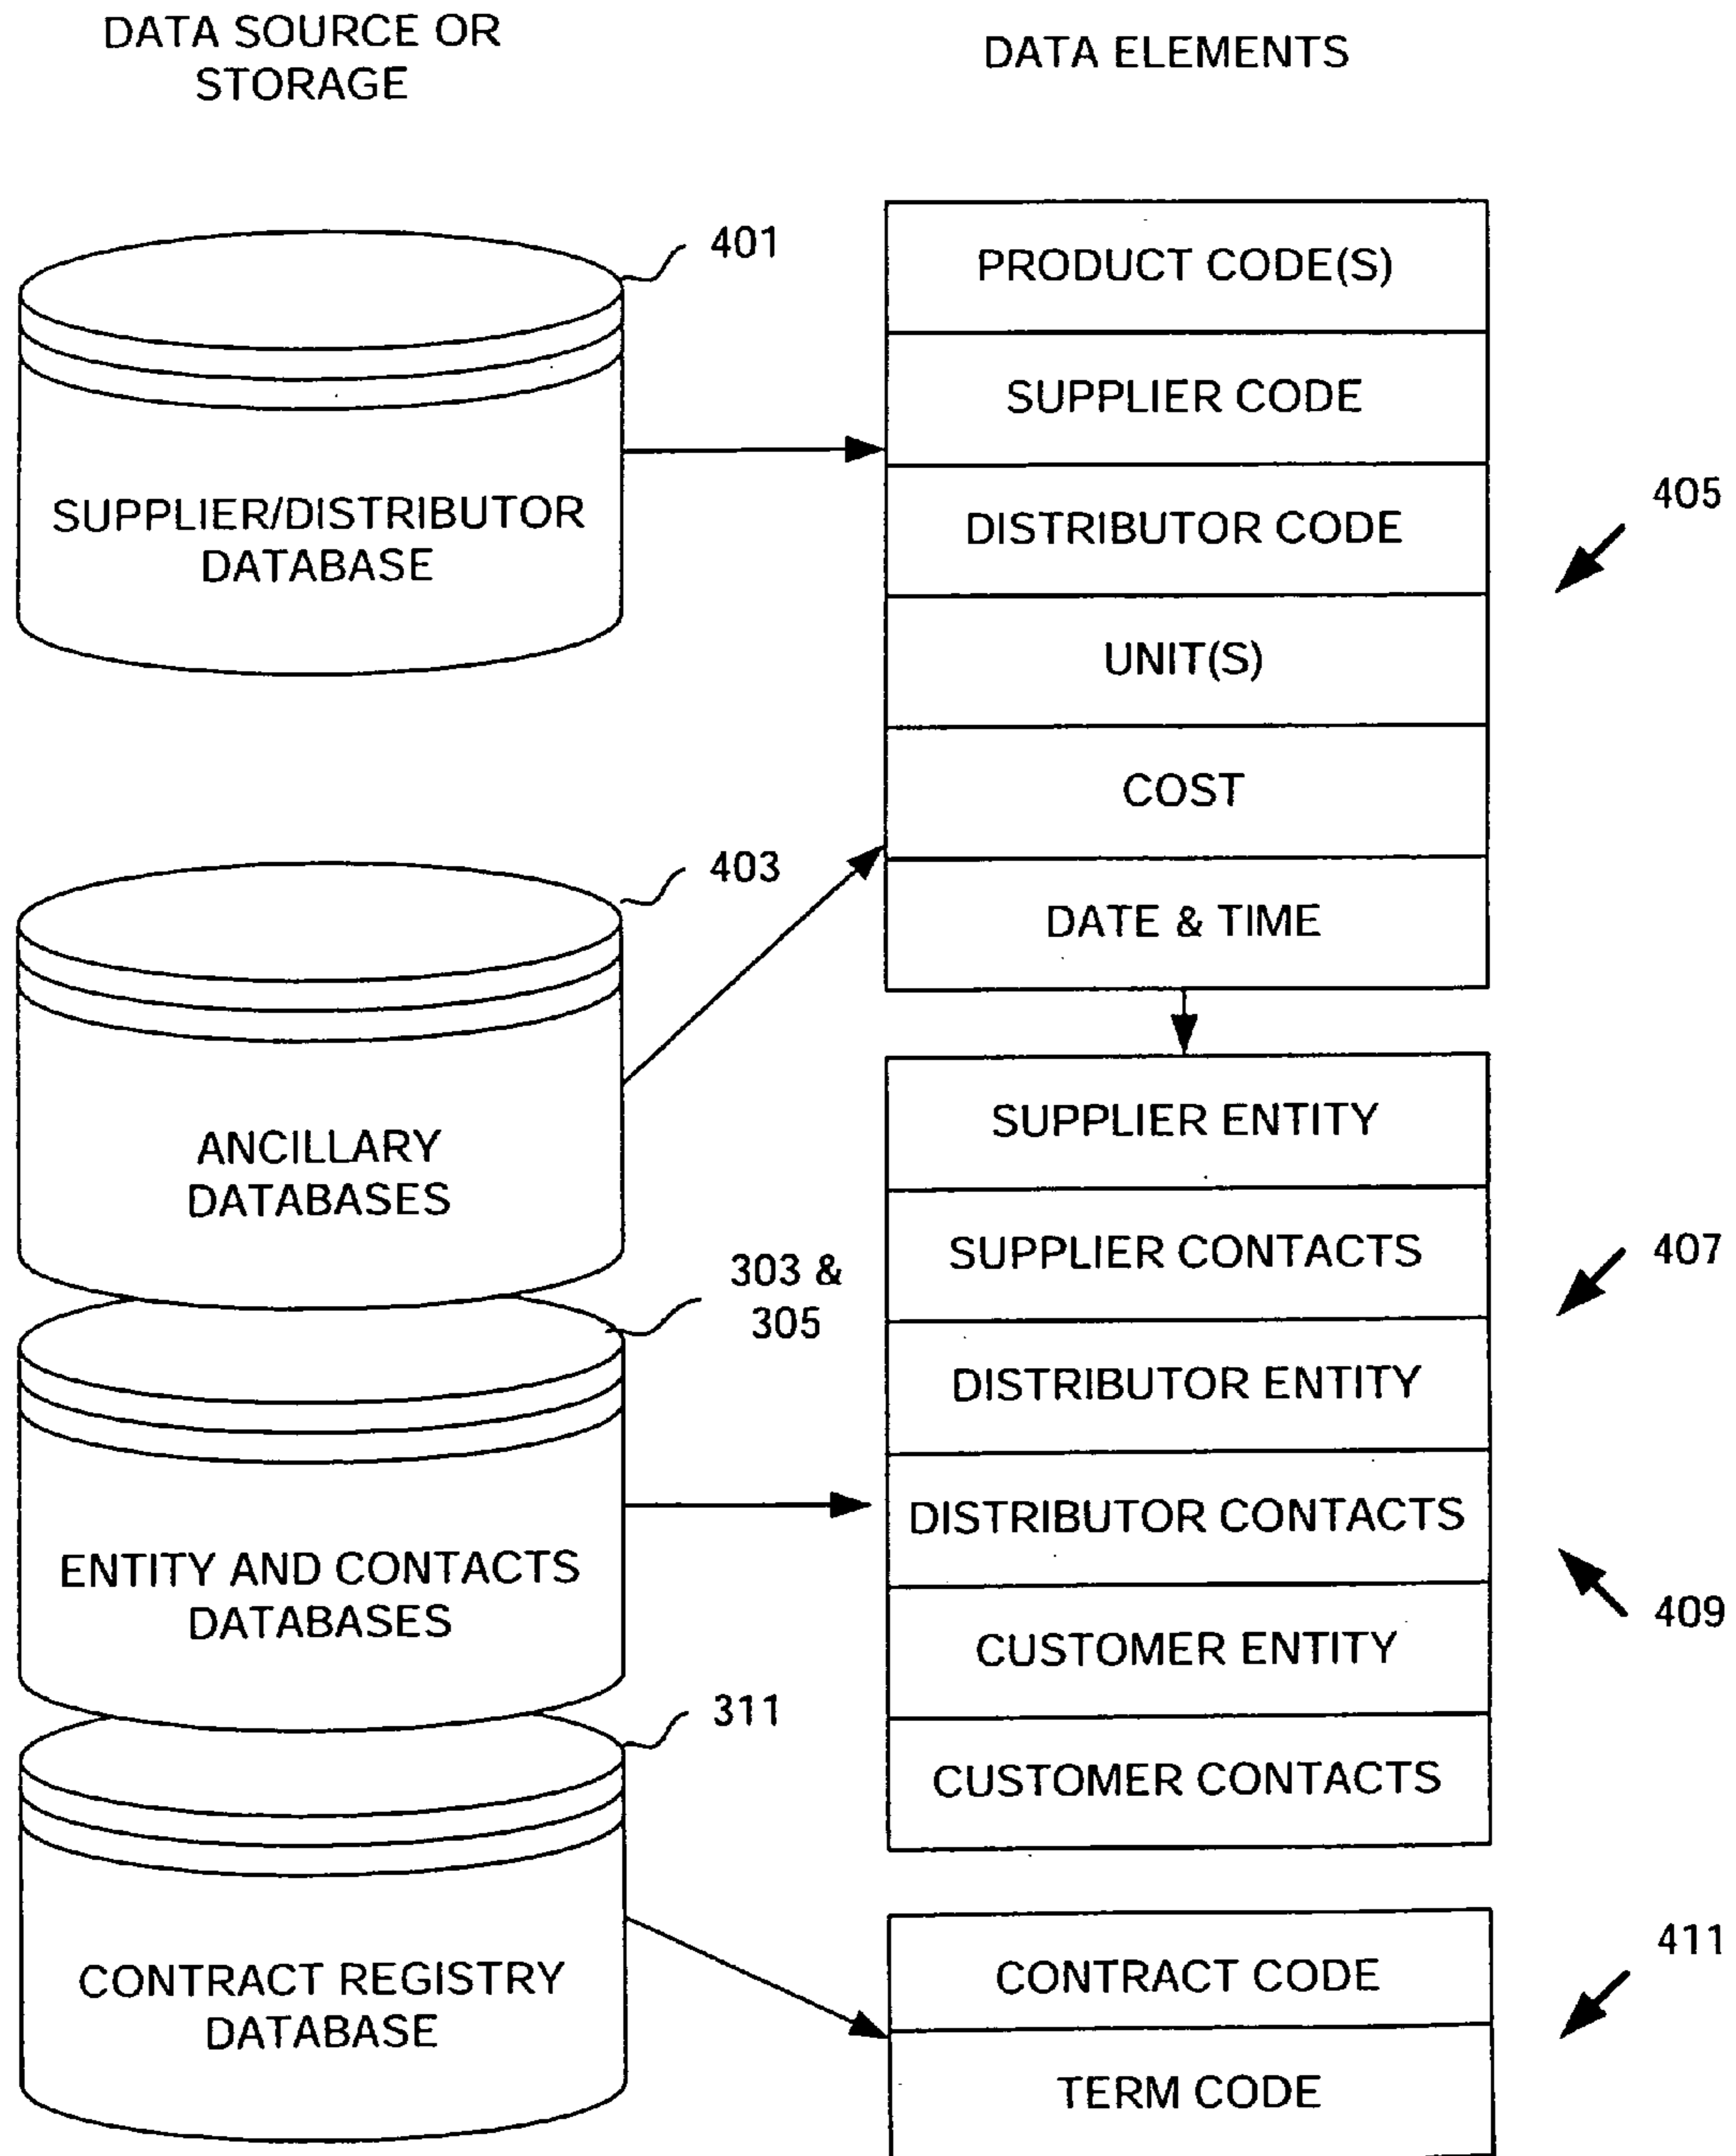 DATA SOURCE OR
STORAGE
DATA ELEMENTS
401
SUPPLIER/DISTRIBUTOR
DATABASE
PRODUCT CODE(S)
SUPPLIER CODE
DISTRIBUTOR CODE
UNIT(S)
COST
DATE & TIME
405
403
ANCILLARY
DATABASES
303 &
305
ENTITY AND CONTACTS
DATABASES
SUPPLIER ENTITY
SUPPLIER CONTACTS
DISTRIBUTOR ENTITY
DISTRIBUTOR CONTACTS
CUSTOMER ENTITY
CUSTOMER CONTACTS
407
409
311
CONTRACT REGISTRY
DATABASE
CONTRACT CODE
TERM CODE
411